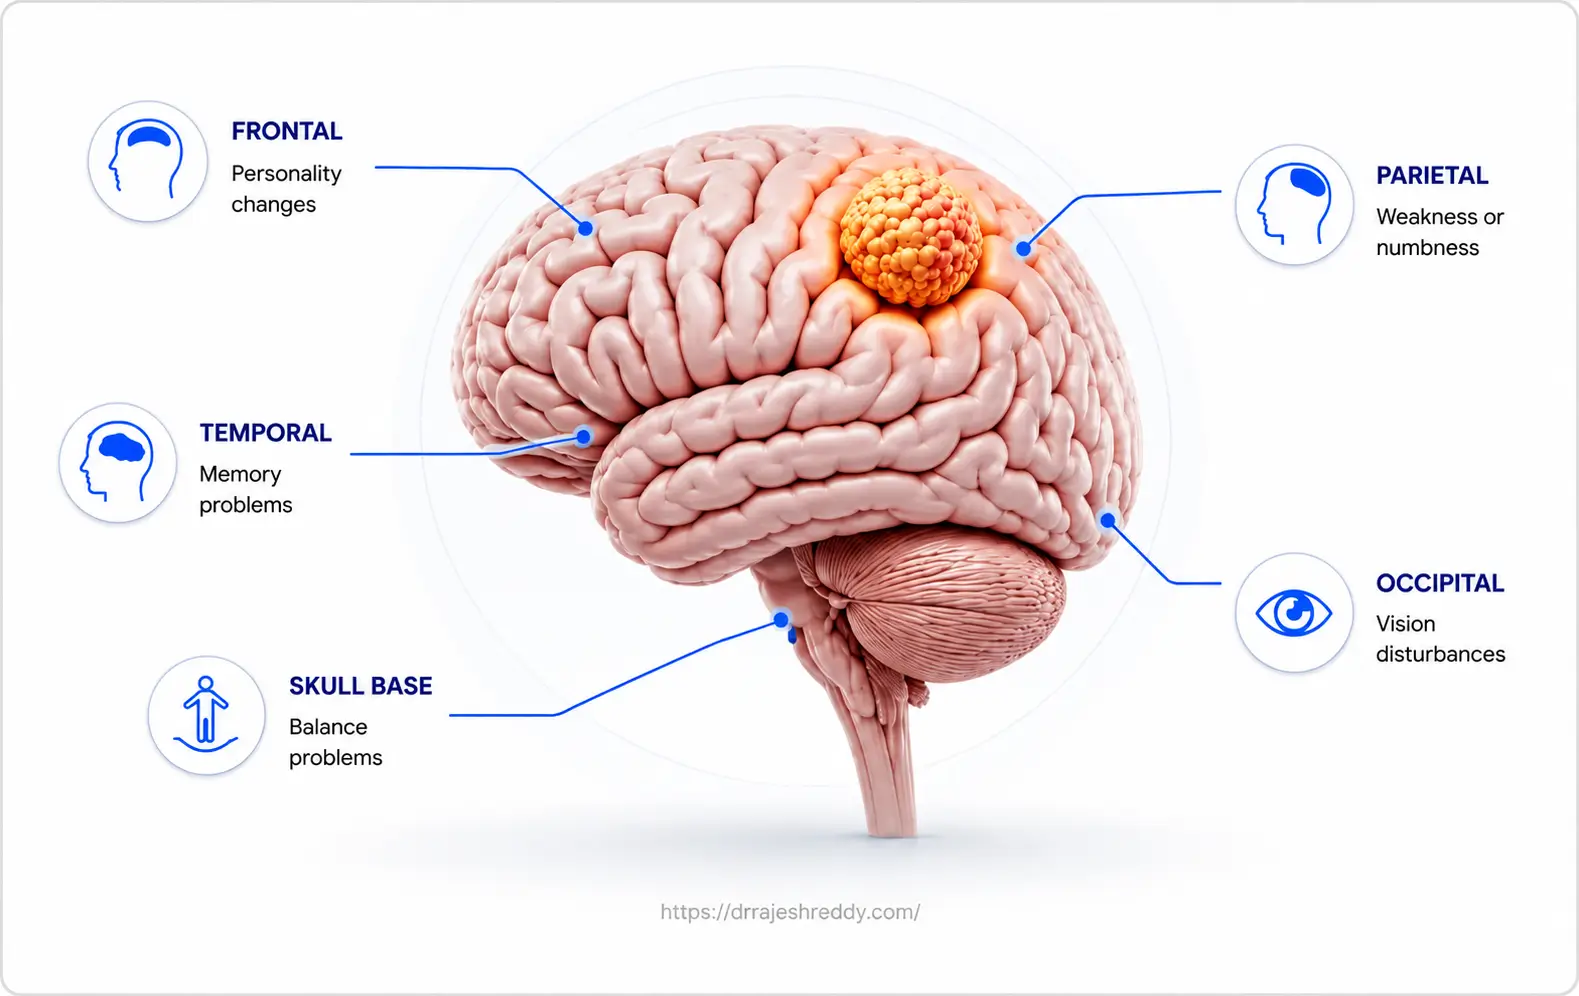 FRONTAL
Personality
changes
PARIETAL
Weakness or
numbness
TEMPORAL
Memory
problems
OCCIPITAL
Vision
disturbances
SKULL BASE
Balance
problems
https://drrajeshreddy.com/